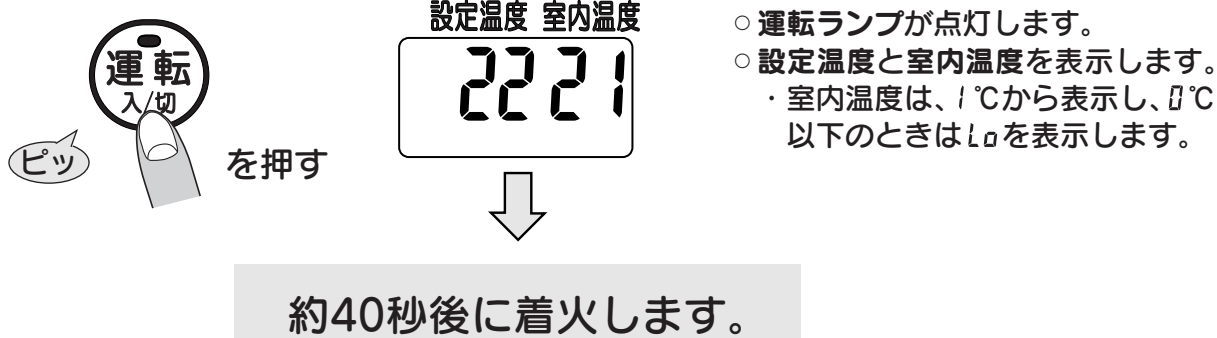 運転
入/切
ピッ
を押す
設定温度 室内温度
22 21
○ 運転ランプが点灯します。
○ 設定温度と室内温度を表示します。
・室内温度は、1℃から表示し、0℃
以下のときはLoを表示します。
約40秒後に着火します。